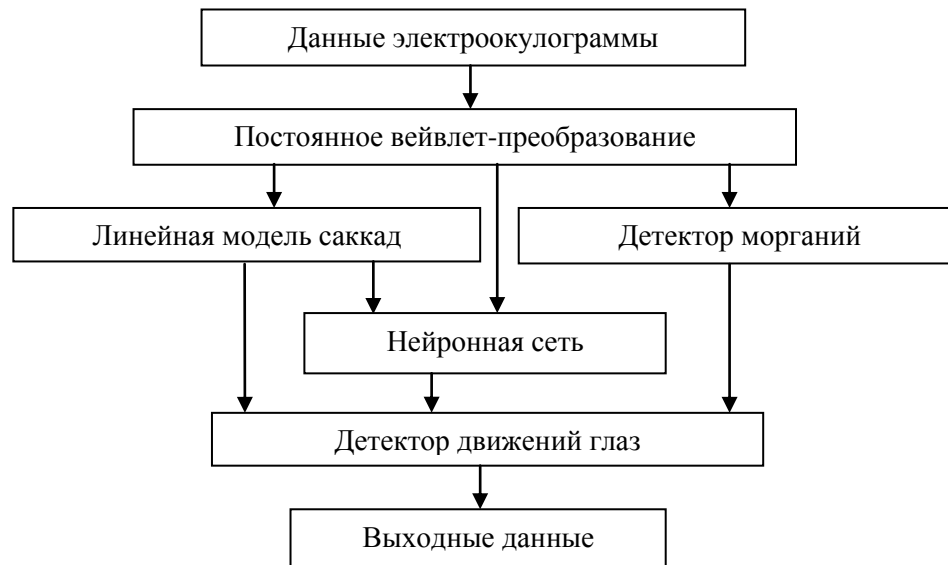 Данные электроокулограммы
Постоянное вейвлет-преобразование
Линейная модель саккад
Детектор морганий
Нейронная сеть
Детектор движений глаз
Выходные данные